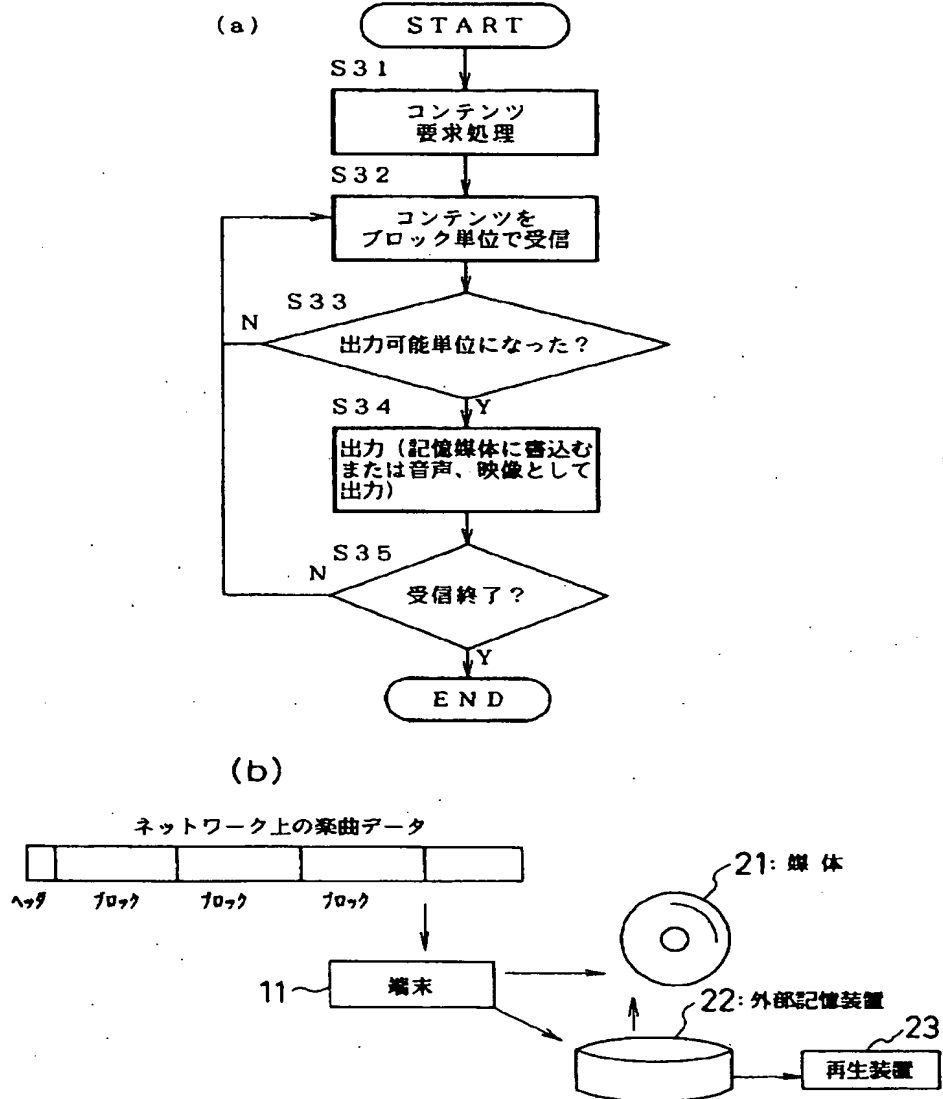 (a)
START
S31
コンテンツ
要求処理
S32
コンテンツを
ブロック単位で受信
S33
N
出力可能単位になった?
Y
S34
出力(記憶媒体に書込む
または音声、映像として
出力)
S35
N
受信終了?
Y
END
(b)
ネットワーク上の楽曲データ
ヘッダ ブロック ブロック ブロック
21:媒体
11 端末
22:外部記憶装置
23
再生装置